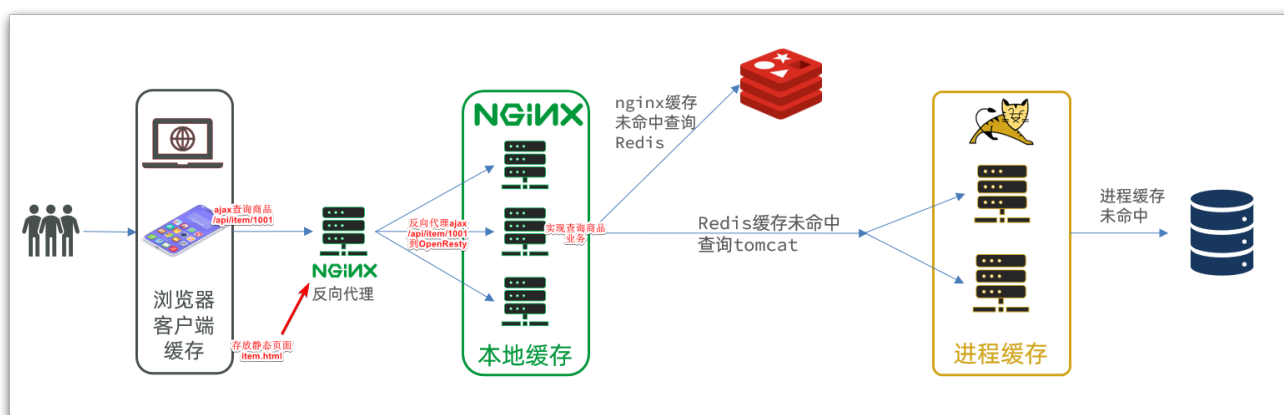 浏览器
客户端
缓存
ajax查询商品
/api/item/1001
NGINX
反向代理
存放静态页面
item.html
反向代理ajax
/api/item/1001
到OpenResty
NGINX
实现查询商品
业务
本地缓存
nginx缓存
未命中查询
Redis
Redis缓存未命中
查询tomcat
进程缓存
进程缓存
未命中